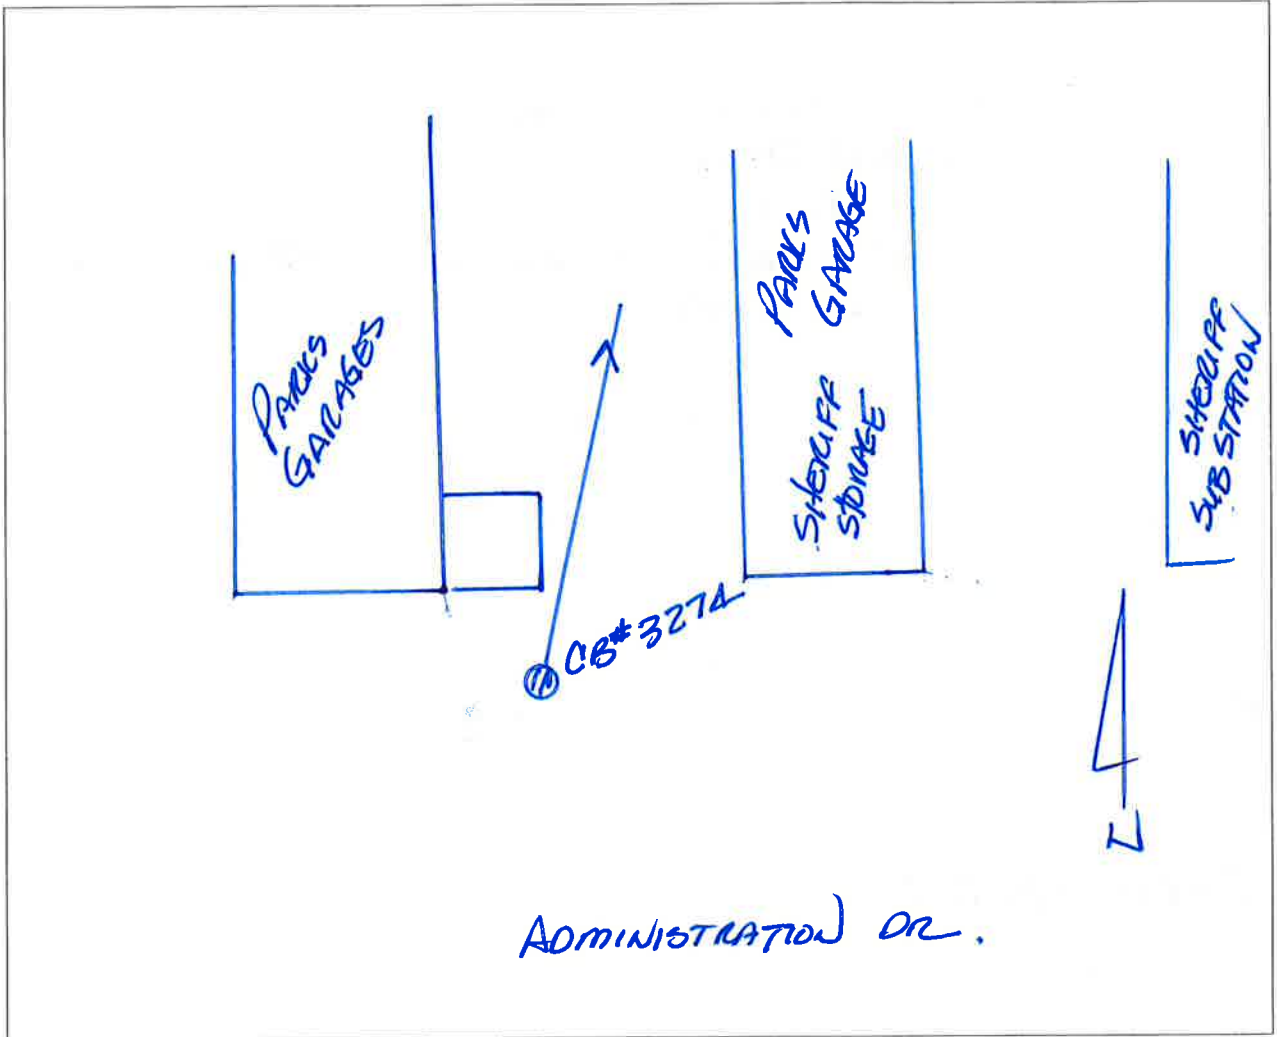 PARKS
GARAGES
PARKS
GARAGE
SHERIFF
STORAGE
SHERIFF
SUB STATION
CB#3274
N
ADMINISTRATION DR.